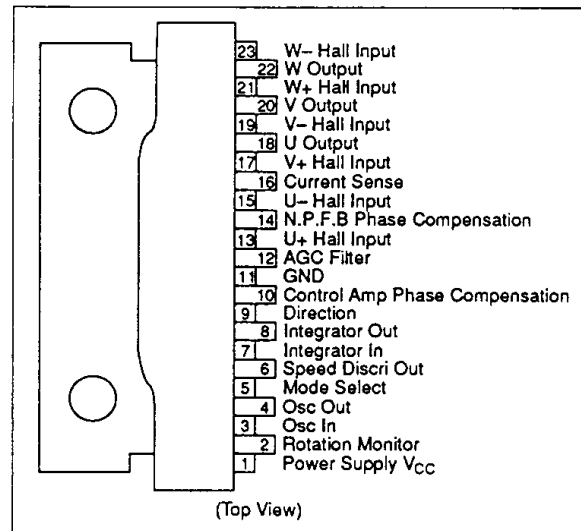 23 W– Hall Input
22 W Output
21 W+ Hall Input
20 V Output
19 V– Hall Input
18 U Output
17 V+ Hall Input
16 Current Sense
15 U– Hall Input
14 N.P.F.B Phase Compensation
13 U+ Hall Input
12 AGC Filter
11 GND
10 Control Amp Phase Compensation
9 Direction
8 Integrator Out
7 Integrator In
6 Speed Discri Out
5 Mode Select
4 Osc Out
3 Osc In
2 Rotation Monitor
1 Power Supply VCC
(Top View)